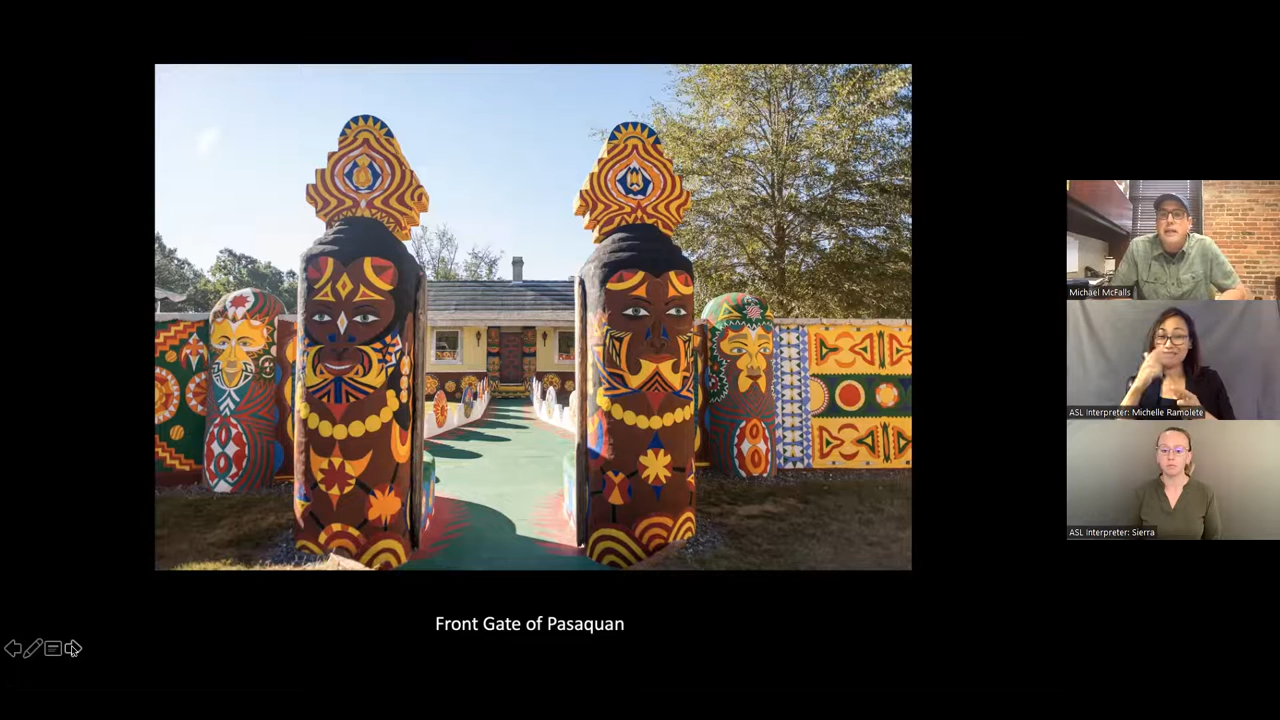 Front Gate of Pasaquan
Michael McFalls
ASL Interpreter: Michelle Ramolete
ASL Interpreter: Sierra